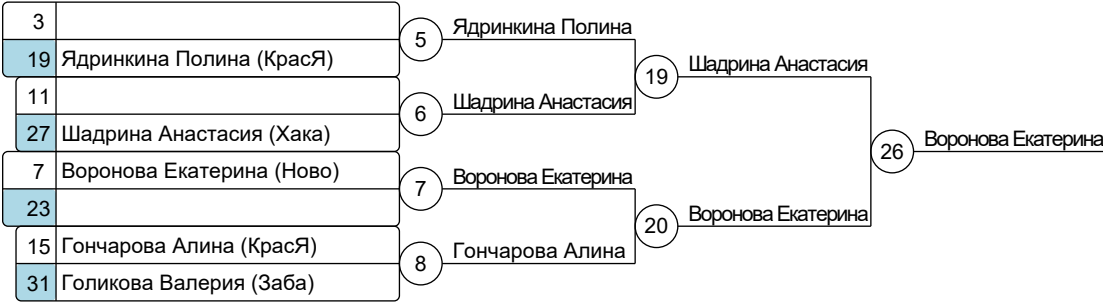 3
5
Ядринкина Полина
19 Ядринкина Полина (КрасЯ)
19
Шадрина Анастасия
11
6
Шадрина Анастасия
27 Шадрина Анастасия (Хака)
26
Воронова Екатерина
7 Воронова Екатерина (Ново)
7
Воронова Екатерина
23
20
Воронова Екатерина
15 Гончарова Алина (КрасЯ)
8
Гончарова Алина
31 Голикова Валерия (Заба)